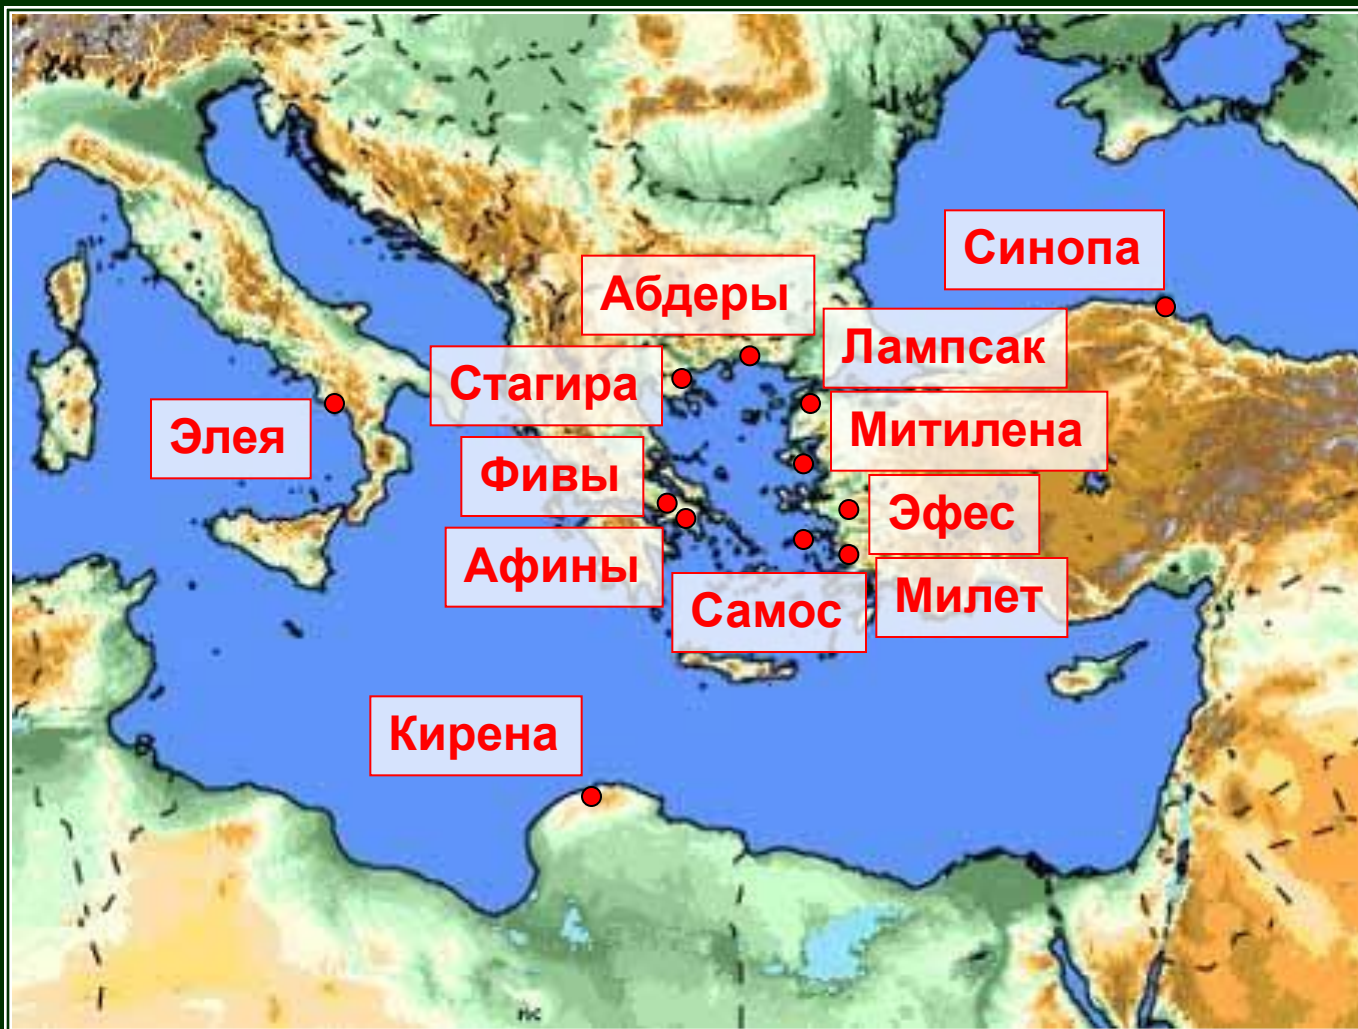 Синопа
Абдеры
Лампсак
Стагира
Митилена
Элея
Фивы
Эфес
Афины
Самос
Милет
Кирена